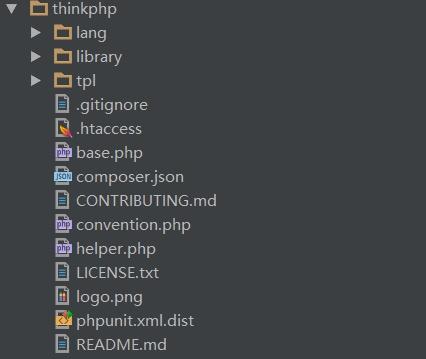 thinkphp
lang
library
tpl
.gitignore
.htaccess
base.php
composer.json
CONTRIBUTING.md
convention.php
helper.php
LICENSE.txt
logo.png
phpunit.xml.dist
README.md